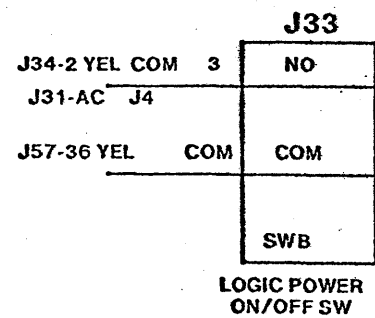 J33
J34-2 YEL COM 3 NO
J31-AC J4
J57-36 YEL COM COM
SWB
LOGIC POWER
ON/OFF SW